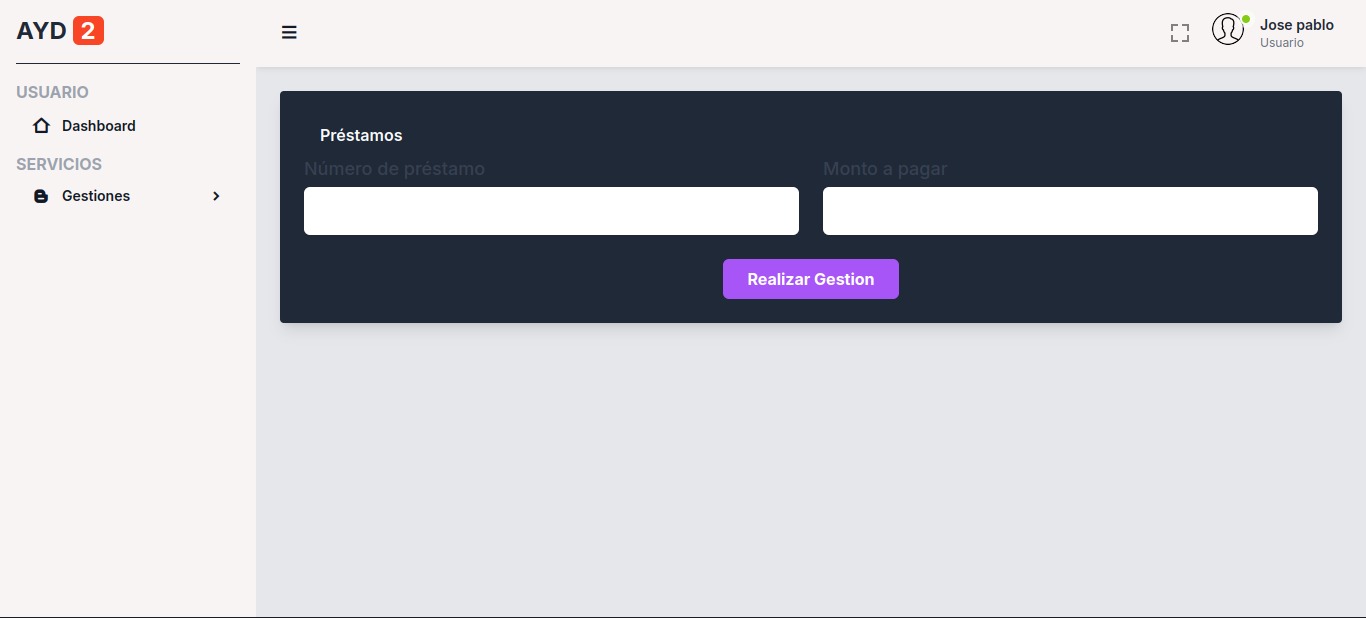 AYD 2
USUARIO
Dashboard
SERVICIOS
Gestiones
Jose pablo
Usuario
Préstamos
Número de préstamo
Monto a pagar
Realizar Gestion